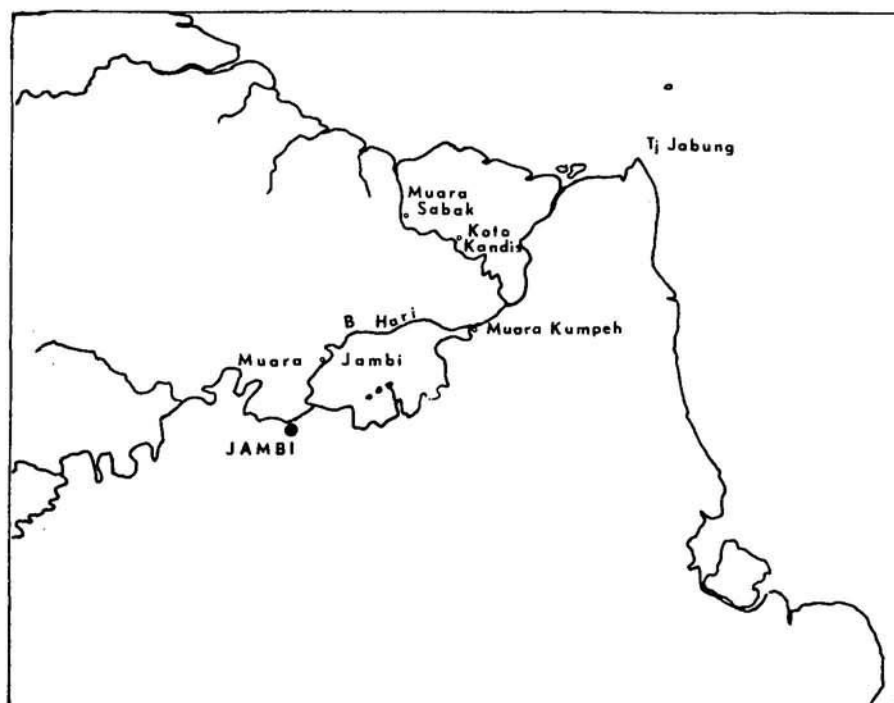 Tj Jabung
Muara
Sabak
Koto
Kandis
B Hari
Muara Kumpeh
Muara Jambi
JAMBI